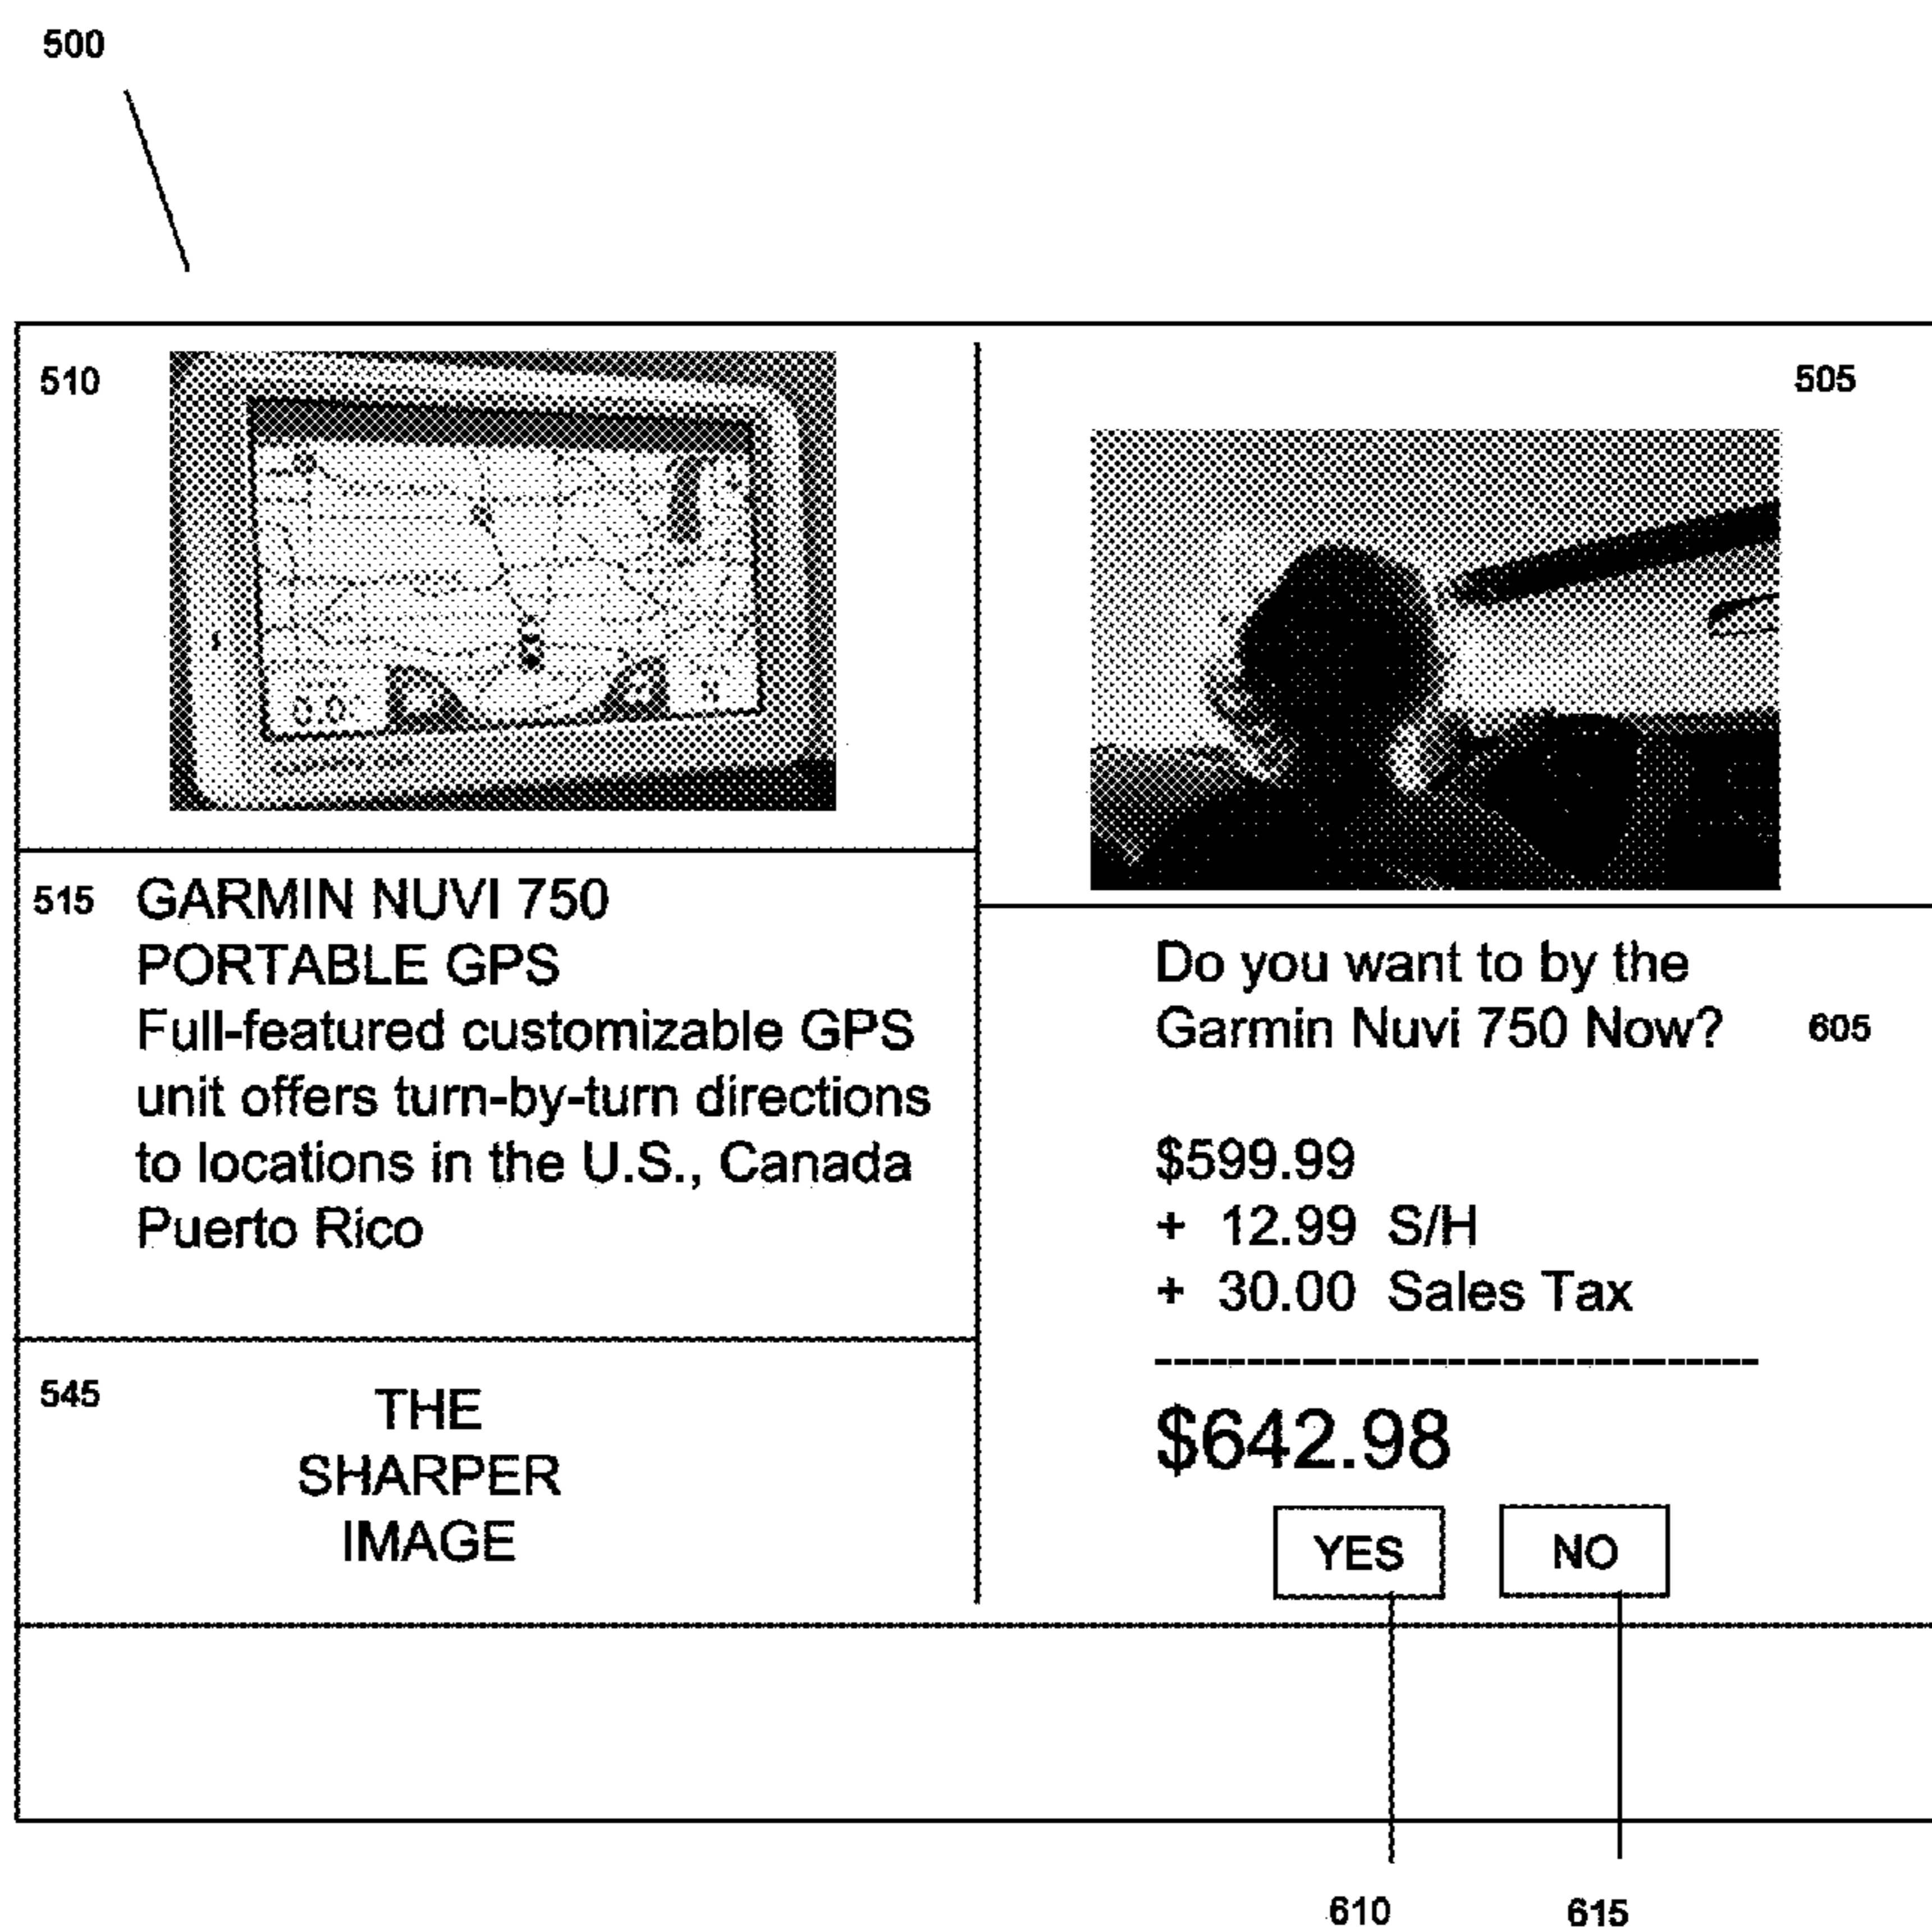 500
510
505
515 GARMIN NUVI 750
PORTABLE GPS
Full-featured customizable GPS
unit offers turn-by-turn directions
to locations in the U.S., Canada
Puerto Rico
Do you want to by the
Garmin Nuvi 750 Now? 605
$599.99
+ 12.99 S/H
+ 30.00 Sales Tax
--------------------------------
$642.98
545 THE
SHARPER
IMAGE
YES NO
610 615